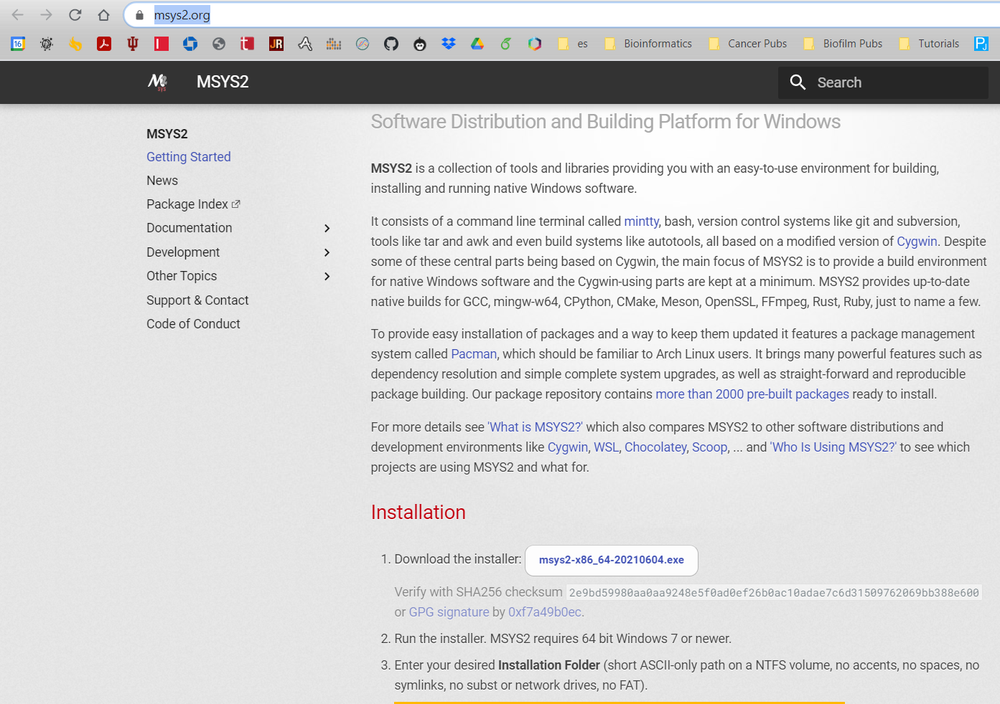 msys2.org
es Bioinformatics Cancer Pubs Biofilm Pubs Tutorials
MSYS2
Search
MSYS2
Getting Started
News
Package Index
Documentation
Development
Other Topics
Support & Contact
Code of Conduct
Software Distribution and Building Platform for Windows
MSYS2 is a collection of tools and libraries providing you with an easy-to-use environment for building,
installing and running native Windows software.
It consists of a command line terminal called mintty, bash, version control systems like git and subversion,
tools like tar and awk and even build systems like autotools, all based on a modified version of Cygwin. Despite
some of these central parts being based on Cygwin, the main focus of MSYS2 is to provide a build environment
for native Windows software and the Cygwin-using parts are kept at a minimum. MSYS2 provides up-to-date
native builds for GCC, mingw-w64, CPython, CMake, Meson, OpenSSL, FFmpeg, Rust, Ruby, just to name a few.
To provide easy installation of packages and a way to keep them updated it features a package management
system called Pacman, which should be familiar to Arch Linux users. It brings many powerful features such as
dependency resolution and simple complete system upgrades, as well as straight-forward and reproducible
package building. Our package repository contains more than 2000 pre-built packages ready to install.
For more details see 'What is MSYS2?' which also compares MSYS2 to other software distributions and
development environments like Cygwin, WSL, Chocolatey, Scoop, ... and 'Who Is Using MSYS2?' to see which
projects are using MSYS2 and what for.
Installation
1. Download the installer: msys2-x86_64-20210604.exe
Verify with SHA256 checksum 2e9bd59980aa0aa9248e5f0ad0ef26b0ac10adae7c6d31509762069bb388e600
or GPG signature by 0xf7a49b0ec.
2. Run the installer. MSYS2 requires 64 bit Windows 7 or newer.
3. Enter your desired Installation Folder (short ASCII-only path on a NTFS volume, no accents, no spaces, no
symlinks, no subst or network drives, no FAT).